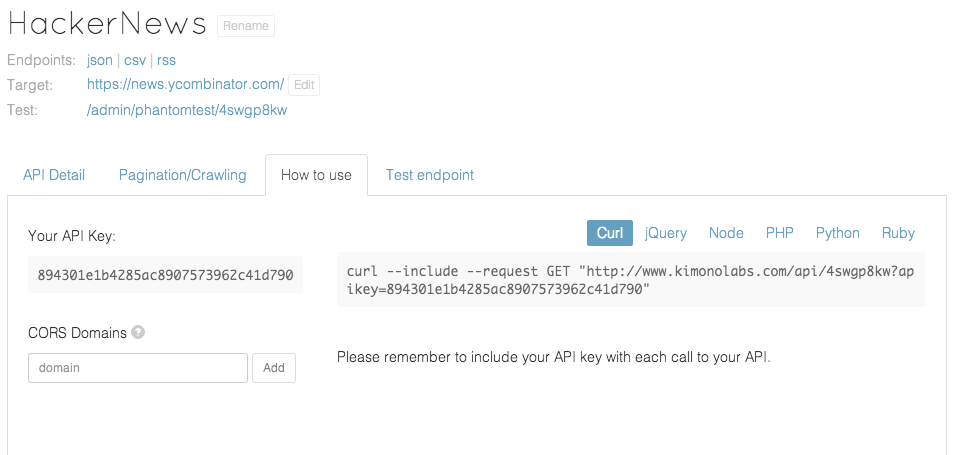 HackerNews Rename
Endpoints: json | csv | rss
Target: https://news.ycombinator.com/ Edit
Test: /admin/phantomtest/4swgp8kw
API Detail Pagination/Crawling How to use Test endpoint
Your API Key:
894301e1b4285ac8907573962c41d790
CORS Domains ?
domain Add
Curl jQuery Node PHP Python Ruby
curl --include --request GET "http://www.kimonolabs.com/api/4swgp8kw?ap
ikey=894301e1b4285ac8907573962c41d790"
Please remember to include your API key with each call to your API.